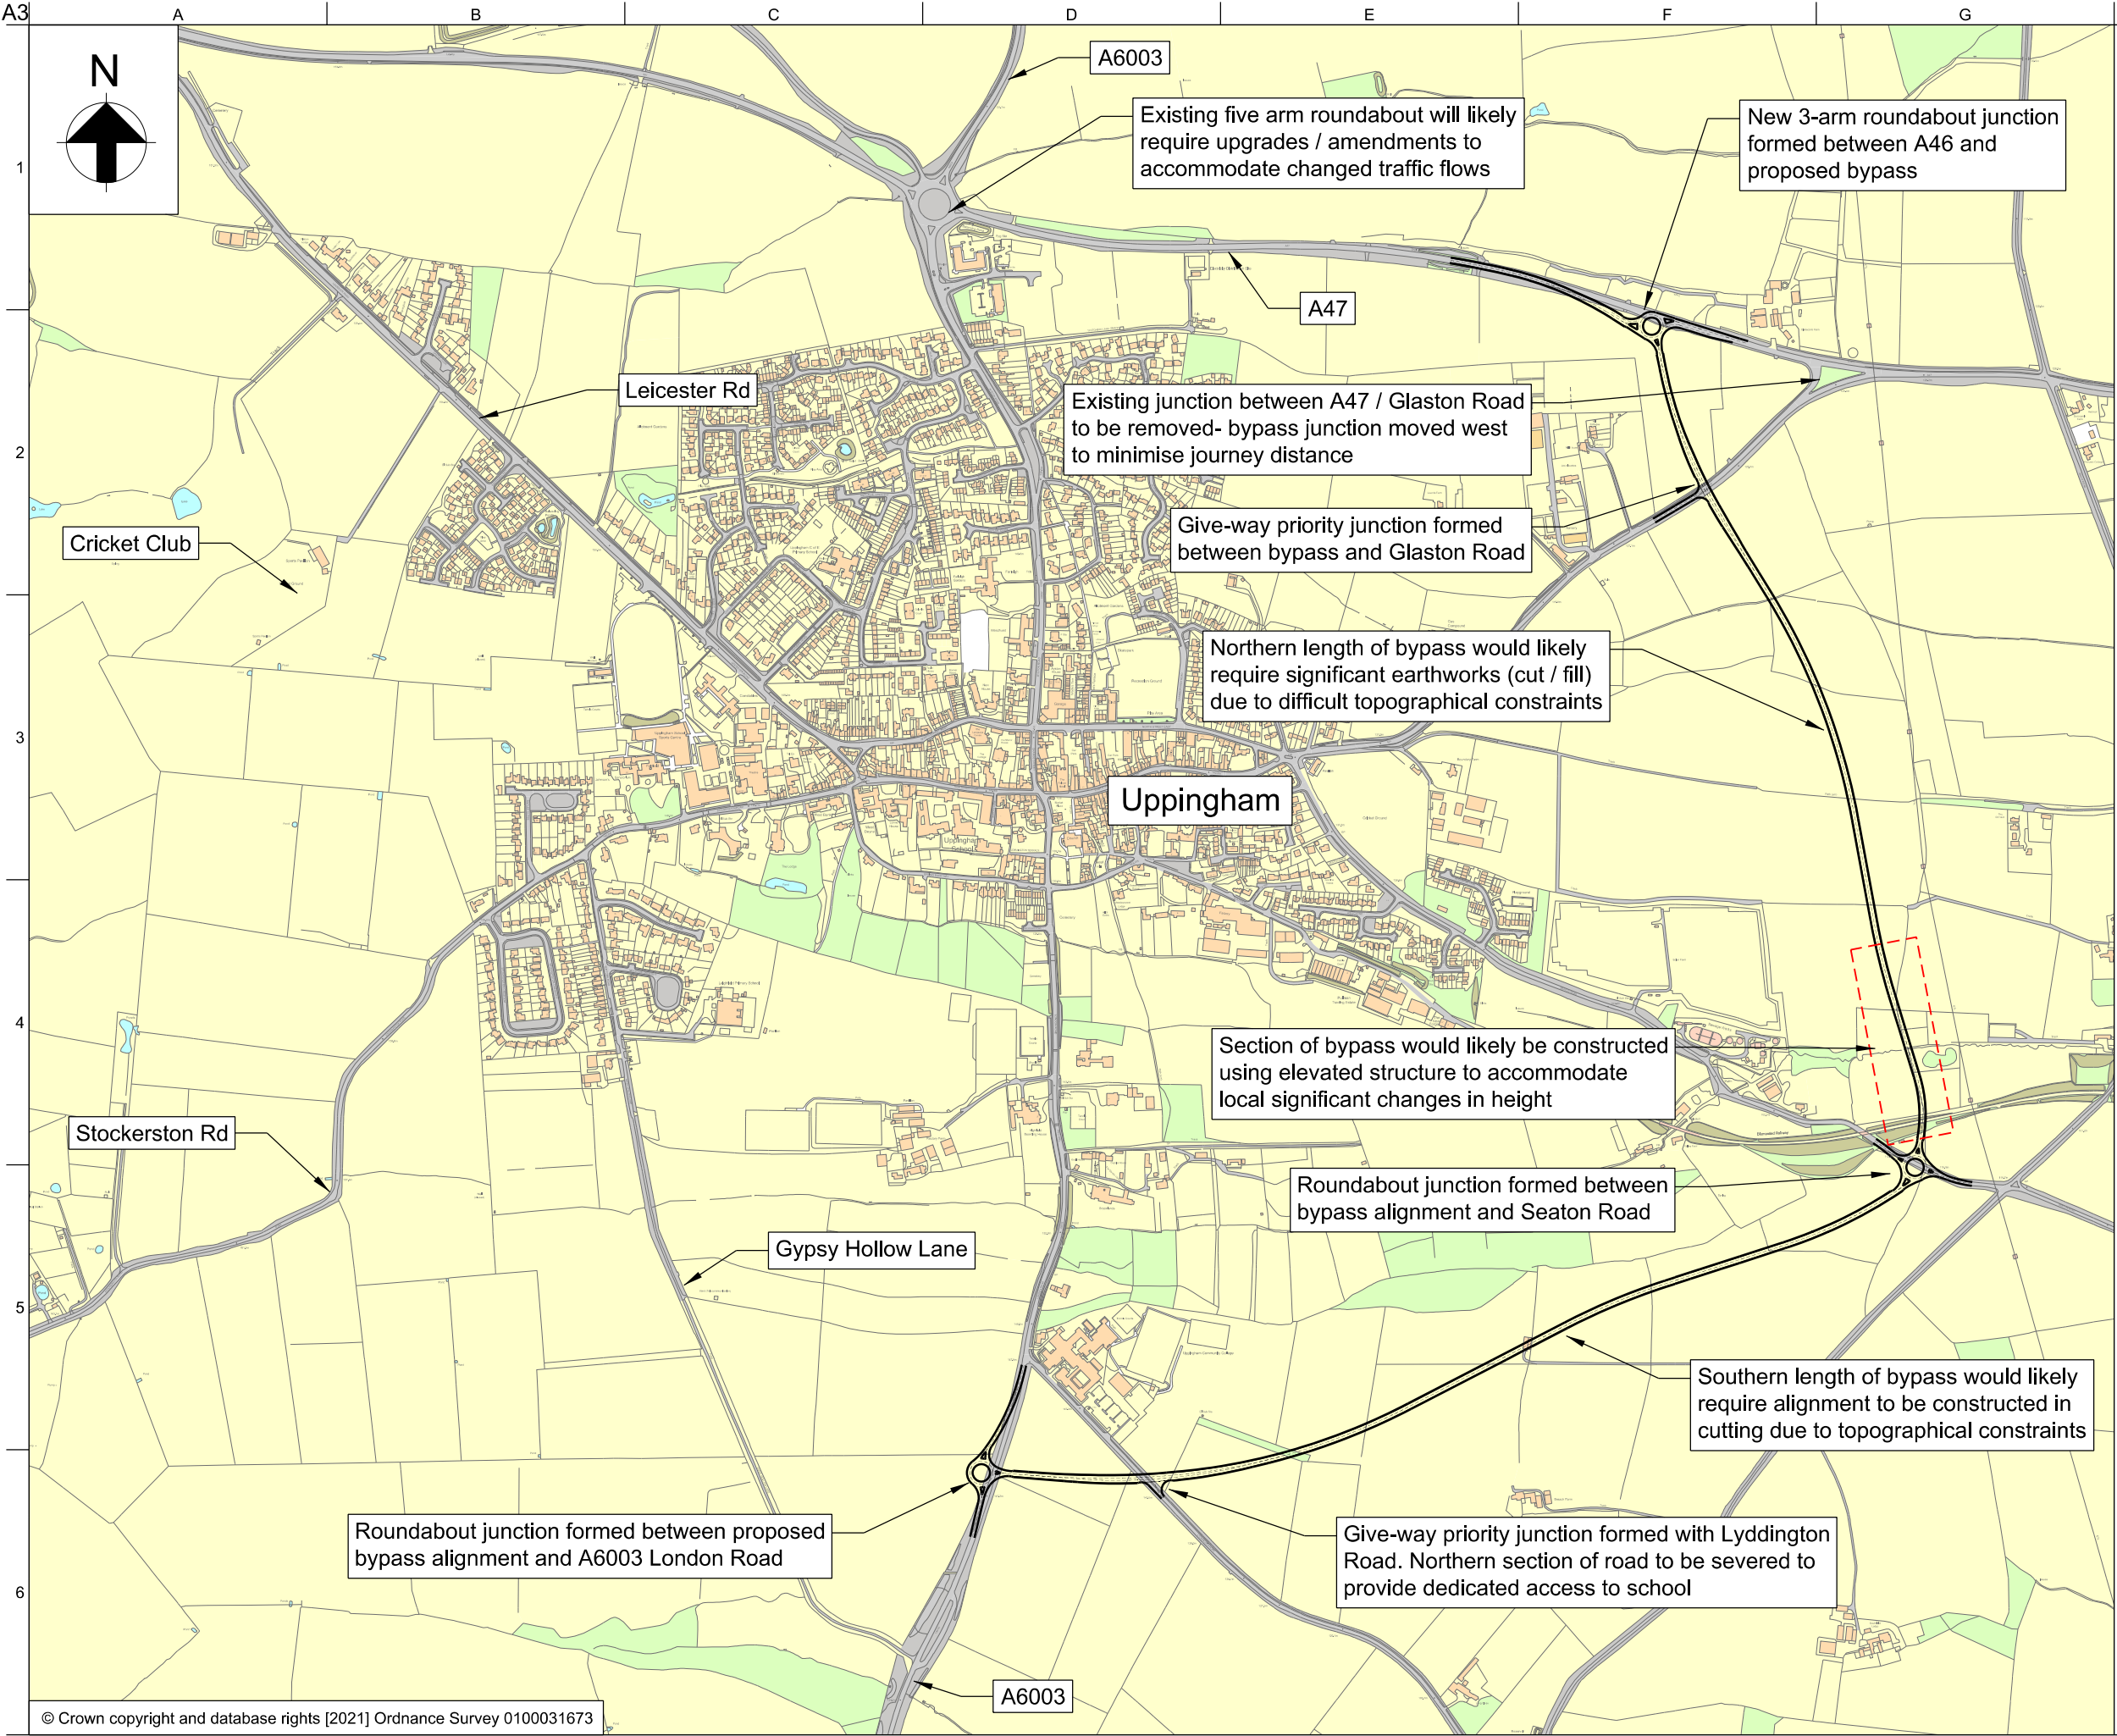 A3
A
B
C
D
E
F
G
N
A6003
Existing five arm roundabout will likely
require upgrades / amendments to
accommodate changed traffic flows
New 3-arm roundabout junction
formed between A46 and
proposed bypass
1
A47
Leicester Rd
Existing junction between A47 / Glaston Road
to be removed- bypass junction moved west
to minimise journey distance
2
Cricket Club
Give-way priority junction formed
between bypass and Glaston Road
Northern length of bypass would likely
require significant earthworks (cut / fill)
due to difficult topographical constraints
3
Uppingham
Uppingham
School
4
Section of bypass would likely be constructed
using elevated structure to accommodate
local significant changes in height
Stockerston Rd
Roundabout junction formed between
bypass alignment and Seaton Road
Gypsy Hollow Lane
5
Southern length of bypass would likely
require alignment to be constructed in
cutting due to topographical constraints
Roundabout junction formed between proposed
bypass alignment and A6003 London Road
Give-way priority junction formed with Lyddington
Road. Northern section of road to be severed to
provide dedicated access to school
6
A6003
© Crown copyright and database rights [2021] Ordnance Survey 0100031673